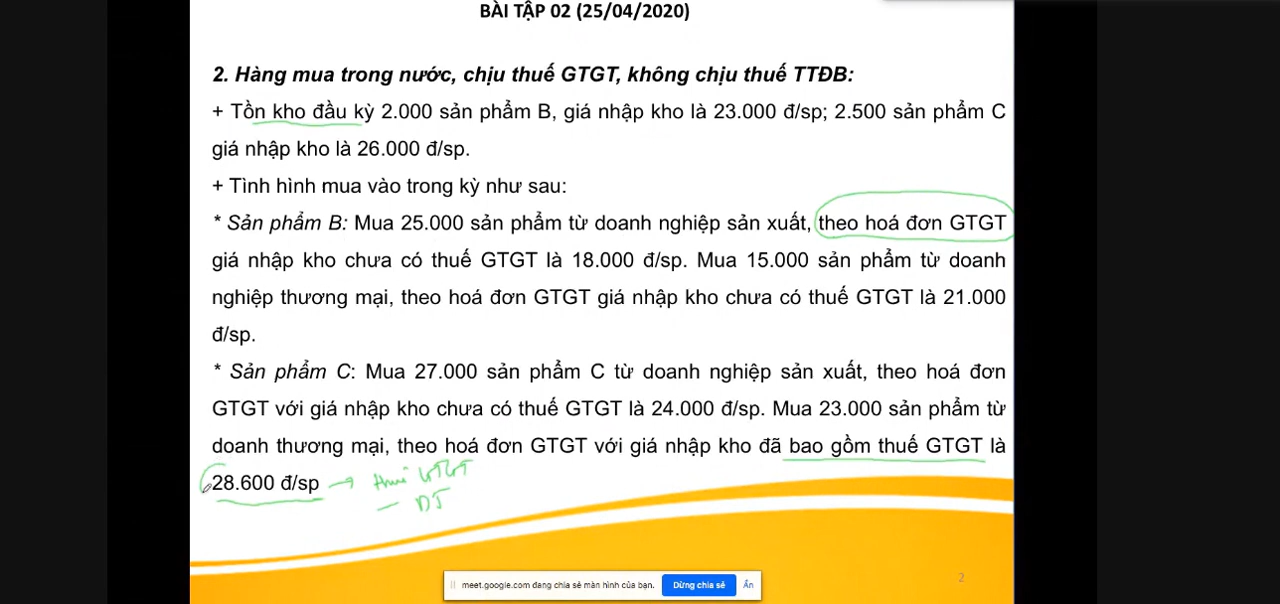 BÀI TẬP 02 (25/04/2020)
2. Hàng mua trong nước, chịu thuế GTGT, không chịu thuế TTĐB:
+ Tồn kho đầu kỳ 2.000 sản phẩm B, giá nhập kho là 23.000 đ/sp; 2.500 sản phẩm C
giá nhập kho là 26.000 đ/sp.
+ Tình hình mua vào trong kỳ như sau:
* Sản phẩm B: Mua 25.000 sản phẩm từ doanh nghiệp sản xuất, theo hoá đơn GTGT
giá nhập kho chưa có thuế GTGT là 18.000 đ/sp. Mua 15.000 sản phẩm từ doanh
nghiệp thương mại, theo hoá đơn GTGT giá nhập kho chưa có thuế GTGT là 21.000
đ/sp.
* Sản phẩm C: Mua 27.000 sản phẩm C từ doanh nghiệp sản xuất, theo hoá đơn
GTGT với giá nhập kho chưa có thuế GTGT là 24.000 đ/sp. Mua 23.000 sản phẩm từ
doanh thương mại, theo hoá đơn GTGT với giá nhập kho đã bao gồm thuế GTGT là
28.600 đ/sp → thuế GTGT
– DT
2
meet.google.com đang chia sẻ màn hình của bạn. Dừng chia sẻ Ẩn